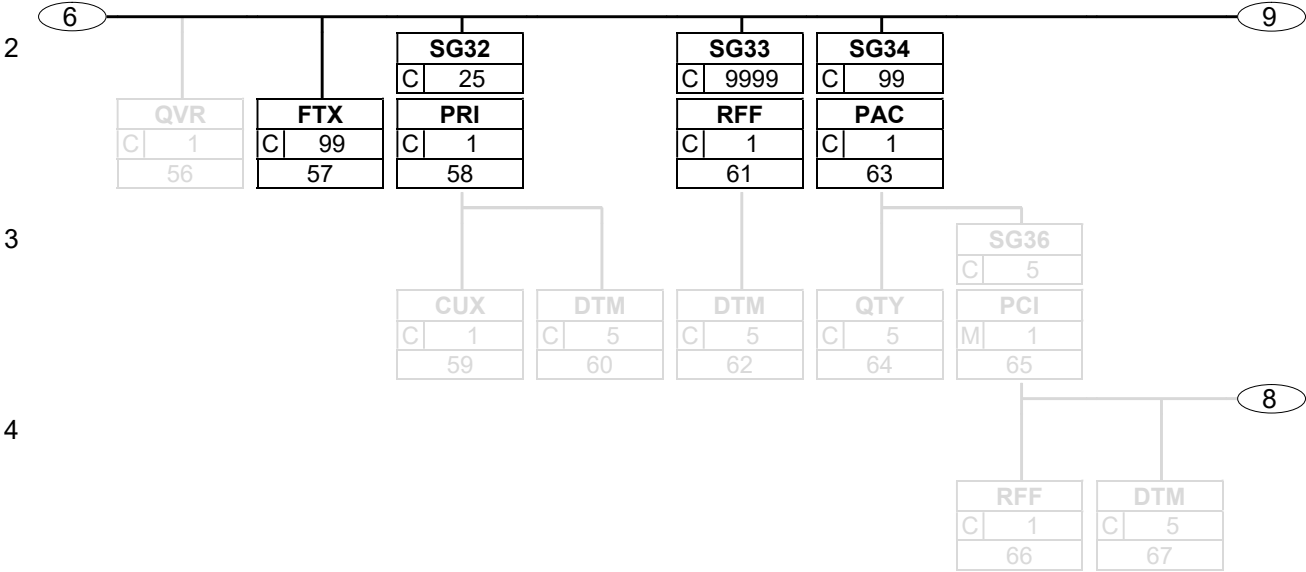 6 9
2 SG32 SG33 SG34
C 25 C 9999 C 99
QVR FTX PRI RFF PAC
C 1 C 99 C 1 C 1 C 1
56 57 58 61 63
3 SG36
C 5
CUX DTM DTM QTY PCI
C 1 C 5 C 5 C 5 M 1
59 60 62 64 65
8
4
RFF DTM
C 1 C 5
66 67